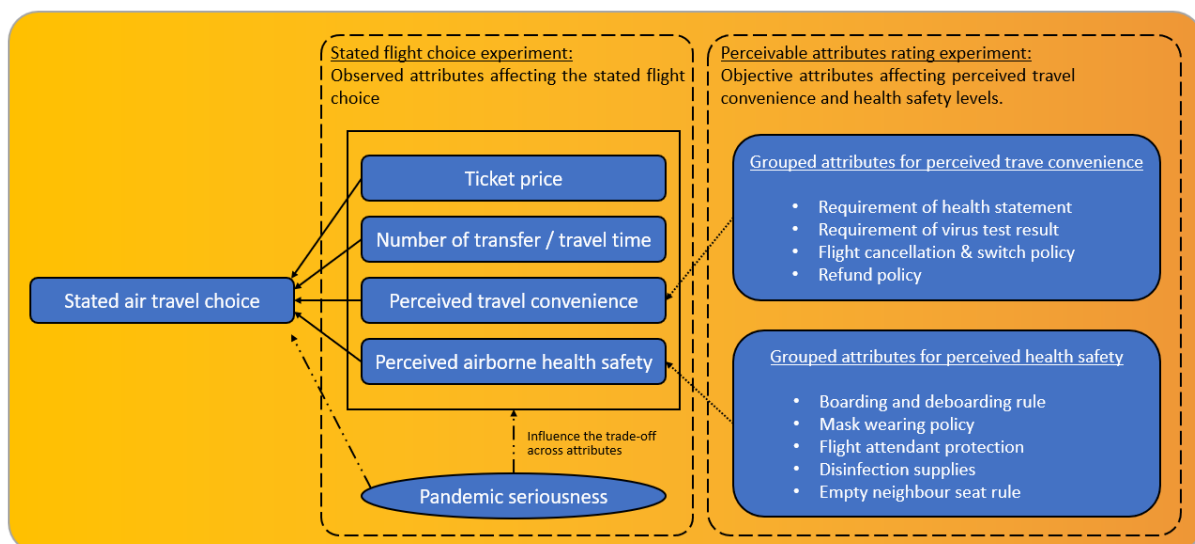 Stated flight choice experiment:
Observed attributes affecting the stated flight
choice
Perceivable attributes rating experiment:
Objective attributes affecting perceived travel
convenience and health safety levels.
Stated air travel choice
Ticket price
Number of transfer / travel time
Perceived travel convenience
Perceived airborne health safety
Influence the trade-off
across attributes
Pandemic seriousness
Grouped attributes for perceived trave convenience
• Requirement of health statement
• Requirement of virus test result
• Flight cancellation & switch policy
• Refund policy
Grouped attributes for perceived health safety
• Boarding and deboarding rule
• Mask wearing policy
• Flight attendant protection
• Disinfection supplies
• Empty neighbour seat rule